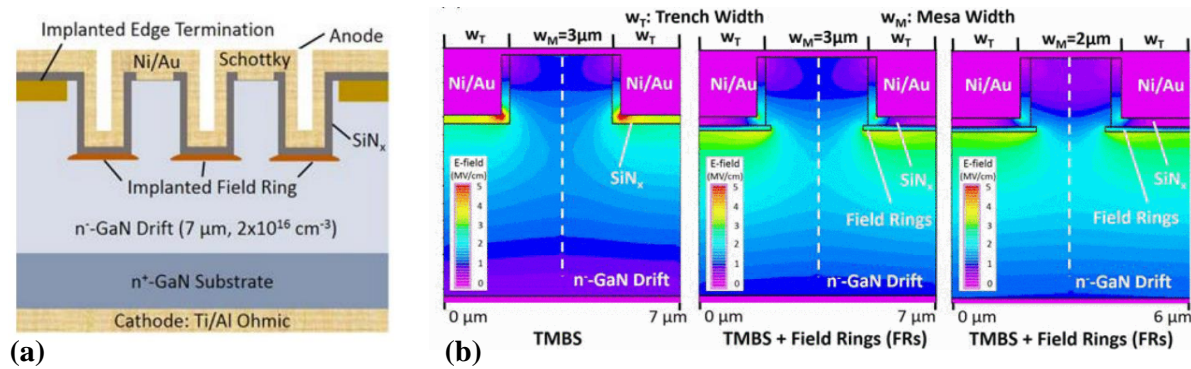 Implanted Edge Termination
Anode
Ni/Au
Schottky
SiNx
Implanted Field Ring
n⁻-GaN Drift (7 μm, 2x10¹⁶ cm⁻³)
n⁺-GaN Substrate
Cathode: Ti/Al Ohmic
(a)
wT: Trench Width
wM: Mesa Width
wT
wM=3μm
wT
Ni/Au
Ni/Au
SiNx
E-field
(MV/cm)
5
4
3
2
1
0
n⁻-GaN Drift
0 μm
7 μm
TMBS
wT
wM=3μm
wT
Ni/Au
Ni/Au
SiNx
Field Rings
E-field
(MV/cm)
5
4
3
2
1
0
n⁻-GaN Drift
0 μm
7 μm
TMBS + Field Rings (FRs)
wT
wM=2μm
wT
Ni/Au
Ni/Au
SiNx
Field Rings
E-field
(MV/cm)
5
4
3
2
1
0
n⁻-GaN Drift
0 μm
6 μm
TMBS + Field Rings (FRs)
(b)